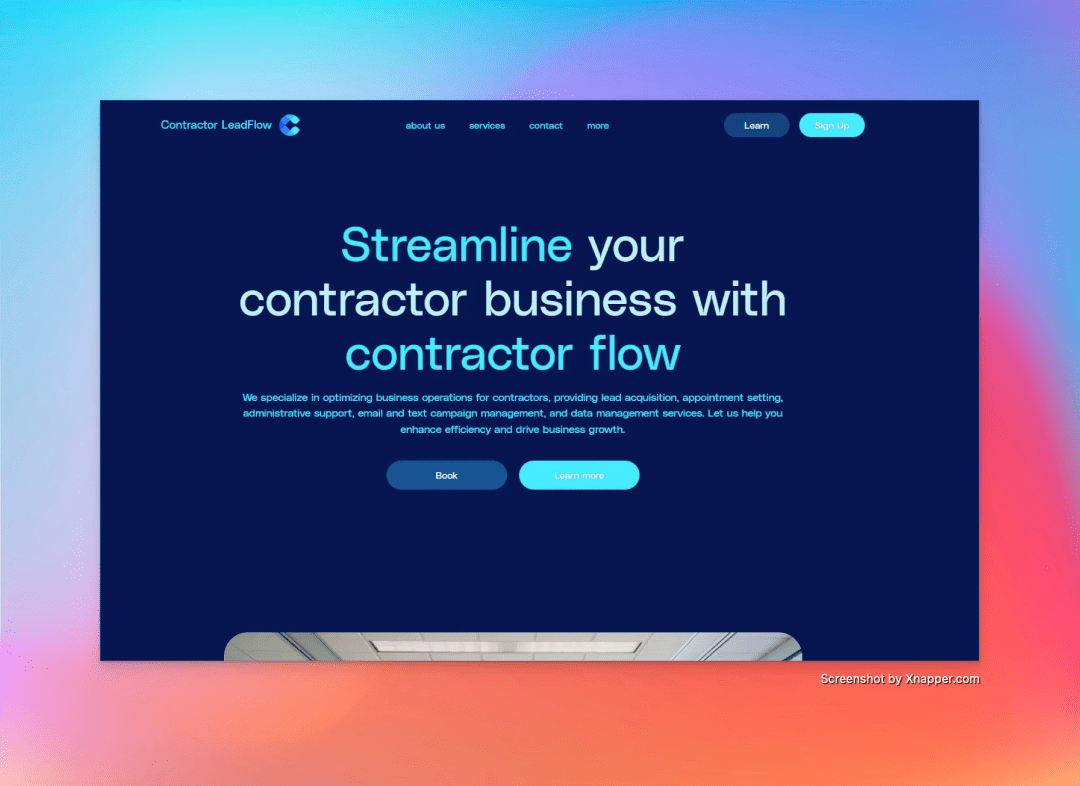 Contractor LeadFlow
about us services contact more
Learn Sign Up
Streamline your
contractor business with
contractor flow
We specialize in optimizing business operations for contractors, providing lead acquisition, appointment setting,
administrative support, email and text campaign management, and data management services. Let us help you
enhance efficiency and drive business growth.
Book Learn more
Screenshot by Xnapper.com